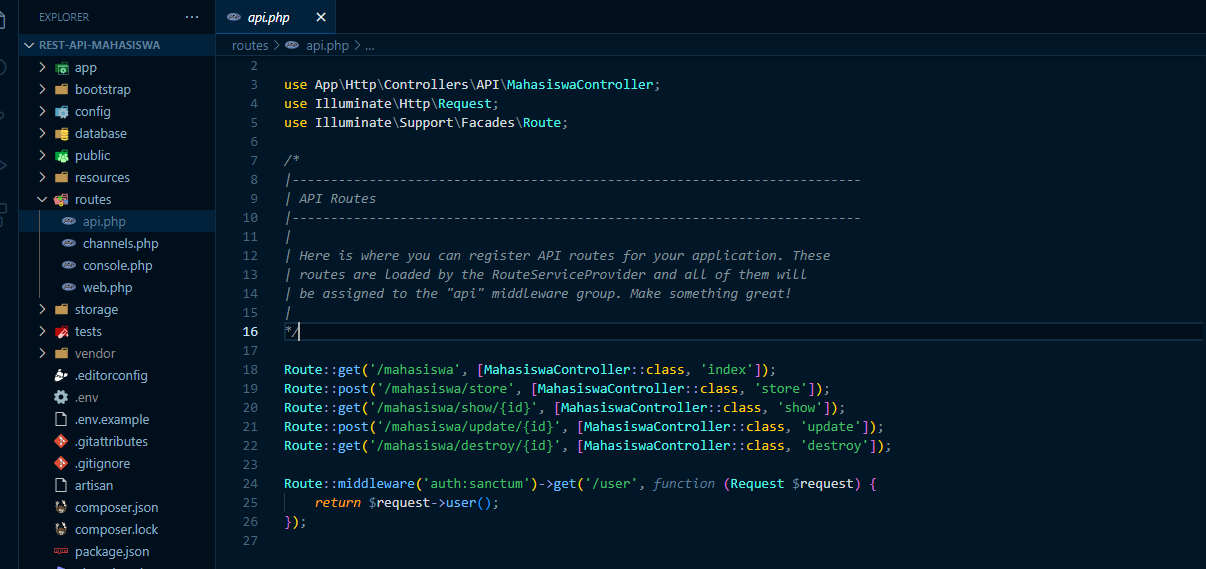 EXPLORER ...
REST-API-MAHASISWA
app
bootstrap
config
database
public
resources
routes
api.php
channels.php
console.php
web.php
storage
tests
vendor
.editorconfig
.env
.env.example
.gitattributes
.gitignore
artisan
composer.json
composer.lock
package.json
api.php
routes > api.php > ...
2
3 use App\Http\Controllers\API\MahasiswaController;
4 use Illuminate\Http\Request;
5 use Illuminate\Support\Facades\Route;
6
7 /*
8 |--------------------------------------------------------------------------
9 | API Routes
10 |--------------------------------------------------------------------------
11 |
12 | Here is where you can register API routes for your application. These
13 | routes are loaded by the RouteServiceProvider and all of them will
14 | be assigned to the "api" middleware group. Make something great!
15 |
16 */
17
18 Route::get('/mahasiswa', [MahasiswaController::class, 'index']);
19 Route::post('/mahasiswa/store', [MahasiswaController::class, 'store']);
20 Route::get('/mahasiswa/show/{id}', [MahasiswaController::class, 'show']);
21 Route::post('/mahasiswa/update/{id}', [MahasiswaController::class, 'update']);
22 Route::get('/mahasiswa/destroy/{id}', [MahasiswaController::class, 'destroy']);
23
24 Route::middleware('auth:sanctum')->get('/user', function (Request $request) {
25 return $request->user();
26 });
27